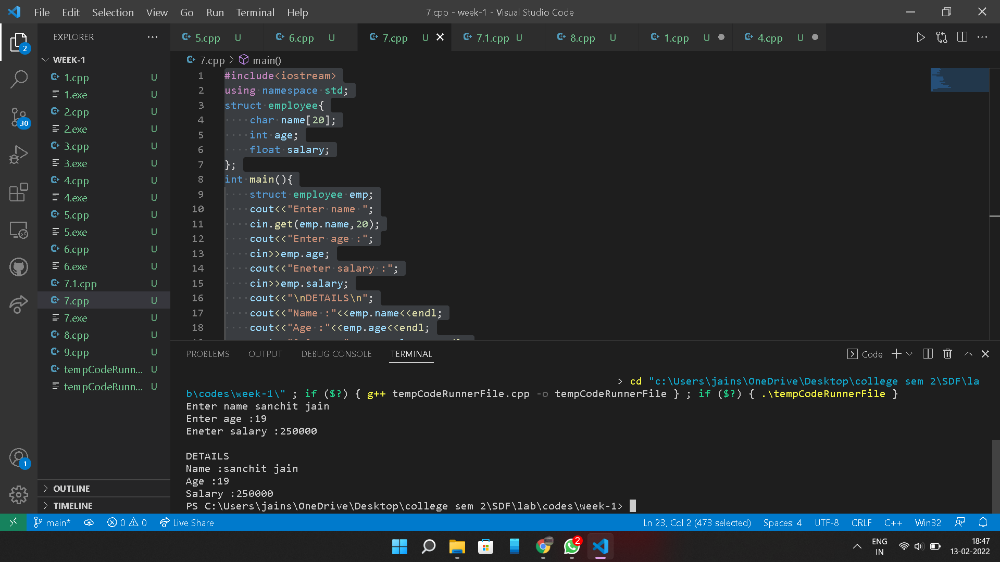 File Edit Selection View Go Run Terminal Help
7.cpp - week-1 - Visual Studio Code
EXPLORER
5.cpp U
6.cpp U
7.cpp U
7.1.cpp U
8.cpp U
1.cpp U
4.cpp U
2
WEEK-1
1.cpp U
1.exe U
2.cpp U
2.exe U
3.cpp U
3.exe U
4.cpp U
4.exe U
5.cpp U
5.exe U
6.cpp U
6.exe U
7.1.cpp U
7.cpp U
7.exe U
8.cpp U
9.cpp U
tempCodeRunn... U
tempCodeRunn... U
30
1
OUTLINE
TIMELINE
7.cpp > main()
1 #include<iostream>
2 using namespace std;
3 struct employee{
4 char name[20];
5 int age;
6 float salary;
7 };
8 int main(){
9 struct employee emp;
10 cout<<"Enter name ";
11 cin.get(emp.name,20);
12 cout<<"Enter age :";
13 cin>>emp.age;
14 cout<<"Eneter salary :";
15 cin>>emp.salary;
16 cout<<"\nDETAILS\n";
17 cout<<"Name :"<<emp.name<<endl;
18 cout<<"Age :"<<emp.age<<endl;
PROBLEMS OUTPUT DEBUG CONSOLE TERMINAL
Code
> cd "c:\Users\jains\OneDrive\Desktop\college sem 2\SDF\la
b\codes\week-1\" ; if ($?) { g++ tempCodeRunnerFile.cpp -o tempCodeRunnerFile } ; if ($?) { .\tempCodeRunnerFile }
Enter name sanchit jain
Enter age :19
Eneter salary :250000
DETAILS
Name :sanchit jain
Age :19
Salary :250000
PS C:\Users\jains\OneDrive\Desktop\college sem 2\SDF\lab\codes\week-1>
main* 0 0 Live Share
Ln 23, Col 2 (473 selected) Spaces: 4 UTF-8 CRLF C++ Win32
2
ENG
IN
18:47
13-02-2022